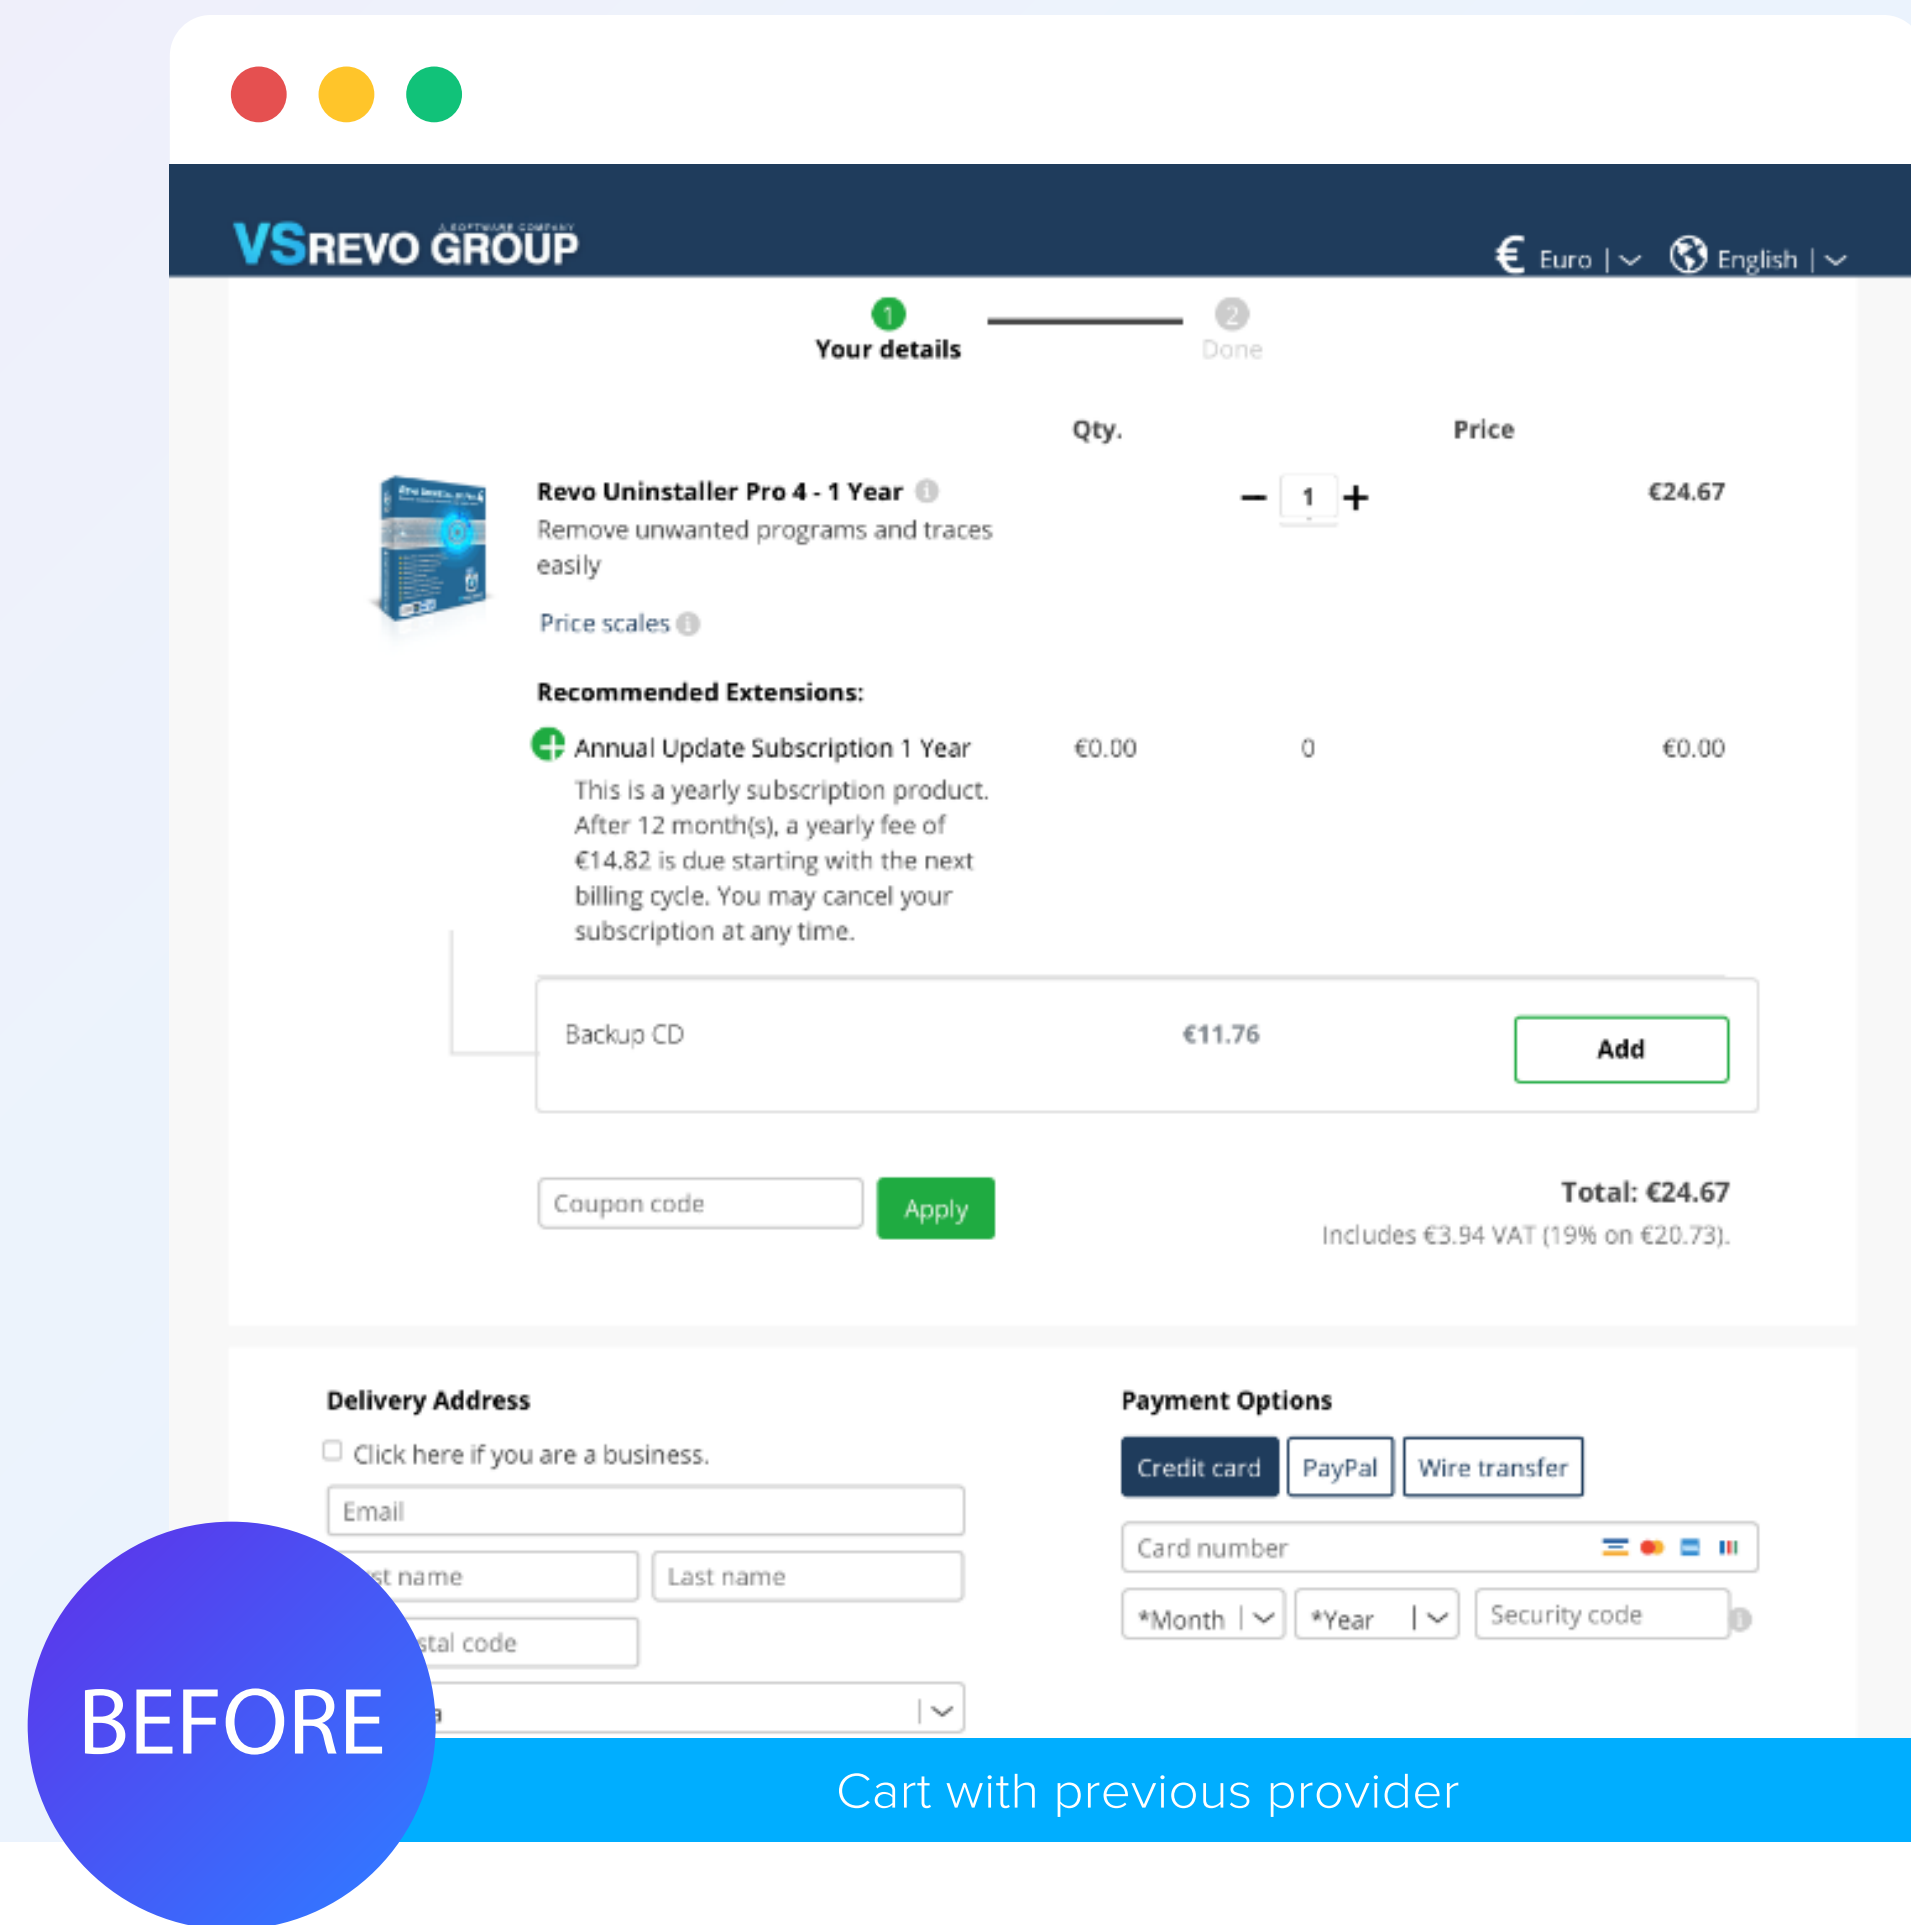 A SOFTWARE COMPANY
VSREVO GROUP
€ Euro | English |
1 2
Your details Done
Qty. Price
Revo Uninstaller Pro 4 - 1 Year 1 €24.67
Remove unwanted programs and traces
easily
Price scales
Recommended Extensions:
Annual Update Subscription 1 Year €0.00 0 €0.00
This is a yearly subscription product.
After 12 month(s), a yearly fee of
€14.82 is due starting with the next
billing cycle. You may cancel your
subscription at any time.
Backup CD €11.76 Add
Coupon code Apply Total: €24.67
Includes €3.94 VAT (19% on €20.73).
Delivery Address Payment Options
Click here if you are a business. Credit card PayPal Wire transfer
Email
Card number
st name Last name
*Month *Year Security code
stal code
a
BEFORE
Cart with previous provider